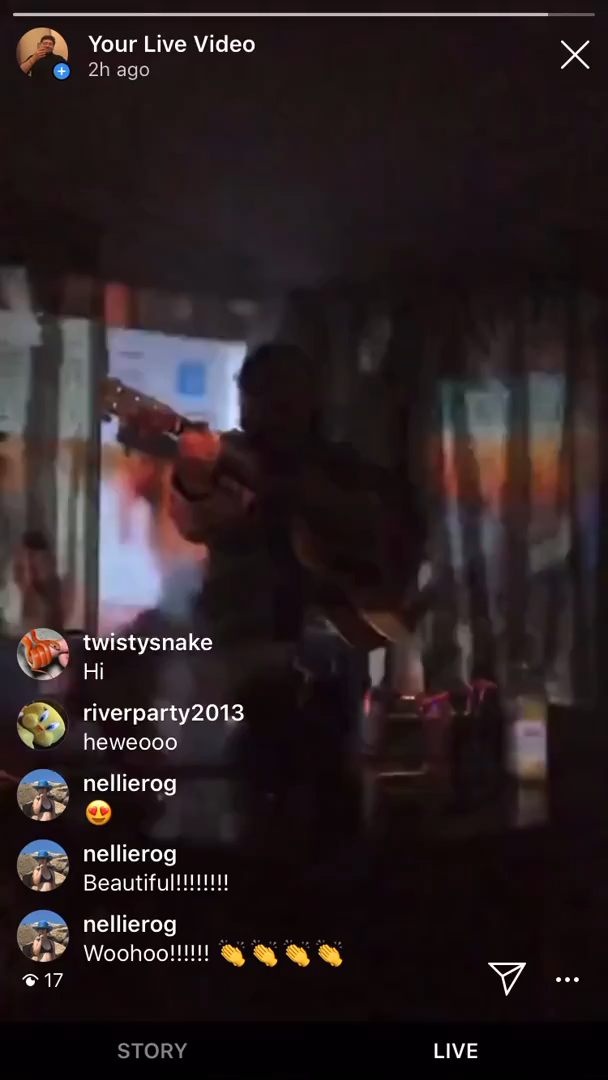 Your Live Video
2h ago
twistysnake
Hi
riverparty2013
heweooo
nellierog
😍
nellierog
Beautiful!!!!!!!!
nellierog
Woohoo!!!!!! 👏 👏 👏 👏
17
STORY
LIVE